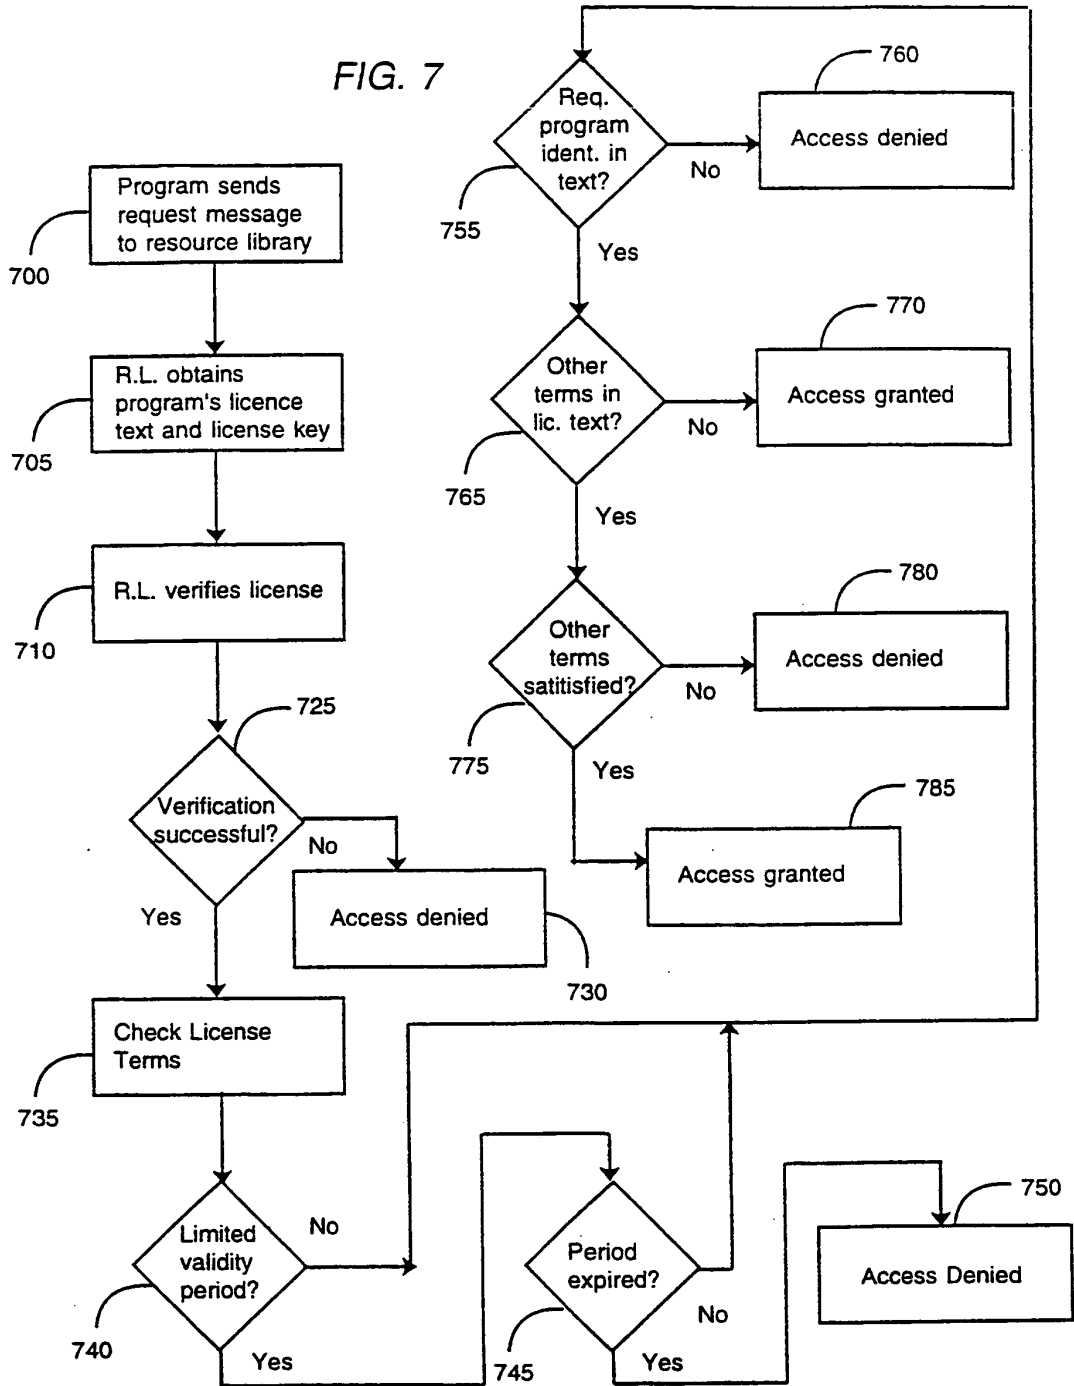 FIG. 7
Program sends
request message
to resource library
700
R.L. obtains
program's licence
text and license key
705
R.L. verifies license
710
725
Verification
successful?
No
Yes
Access denied
730
Check License
Terms
735
Limited
validity
period?
No
740
Yes
Period
expired?
No
745
Yes
750
Access Denied
Req.
program
ident. in
text?
755
No
Yes
760
Access denied
Other
terms in
lic. text?
765
No
Yes
770
Access granted
Other
terms
satitisfied?
775
No
Yes
780
Access denied
785
Access granted